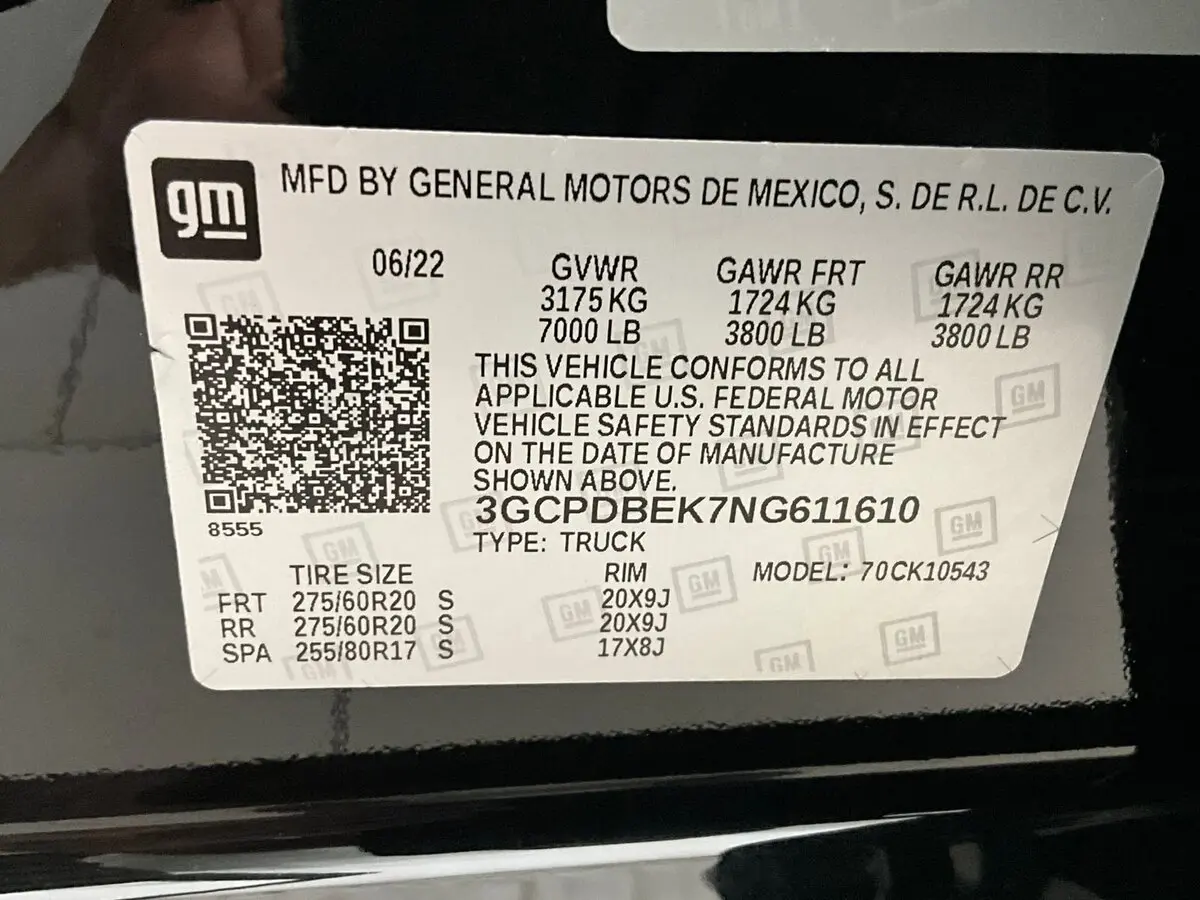 gm MFD BY GENERAL MOTORS DE MEXICO, S. DE R.L. DE C.V.
06/22 GVWR GAWR FRT GAWR RR
3175 KG 1724 KG 1724 KG
7000 LB 3800 LB 3800 LB
THIS VEHICLE CONFORMS TO ALL
APPLICABLE U.S. FEDERAL MOTOR
VEHICLE SAFETY STANDARDS IN EFFECT
ON THE DATE OF MANUFACTURE
SHOWN ABOVE.
3GCPDBEK7NG611610
8555
TYPE: TRUCK
TIRE SIZE RIM MODEL: 70CK10543
FRT 275/60R20 S 20X9J
RR 275/60R20 S 20X9J
SPA 255/80R17 S 17X8J